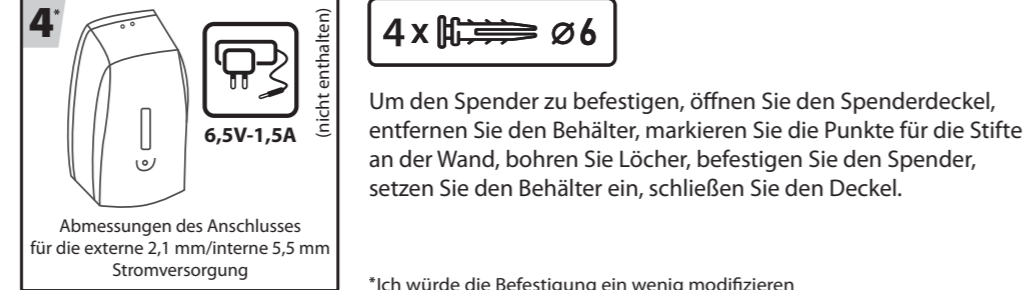 4*
(nicht enthalten)
6,5V-1,5A
Abmessungen des Anschlusses
für die externe 2,1 mm/interne 5,5 mm
Stromversorgung
4 x ⌀6
Um den Spender zu befestigen, öffnen Sie den Spenderdeckel,
entfernen Sie den Behälter, markieren Sie die Punkte für die Stifte
an der Wand, bohren Sie Löcher, befestigen Sie den Spender,
setzen Sie den Behälter ein, schließen Sie den Deckel.
*Ich würde die Befestigung ein wenig modifizieren